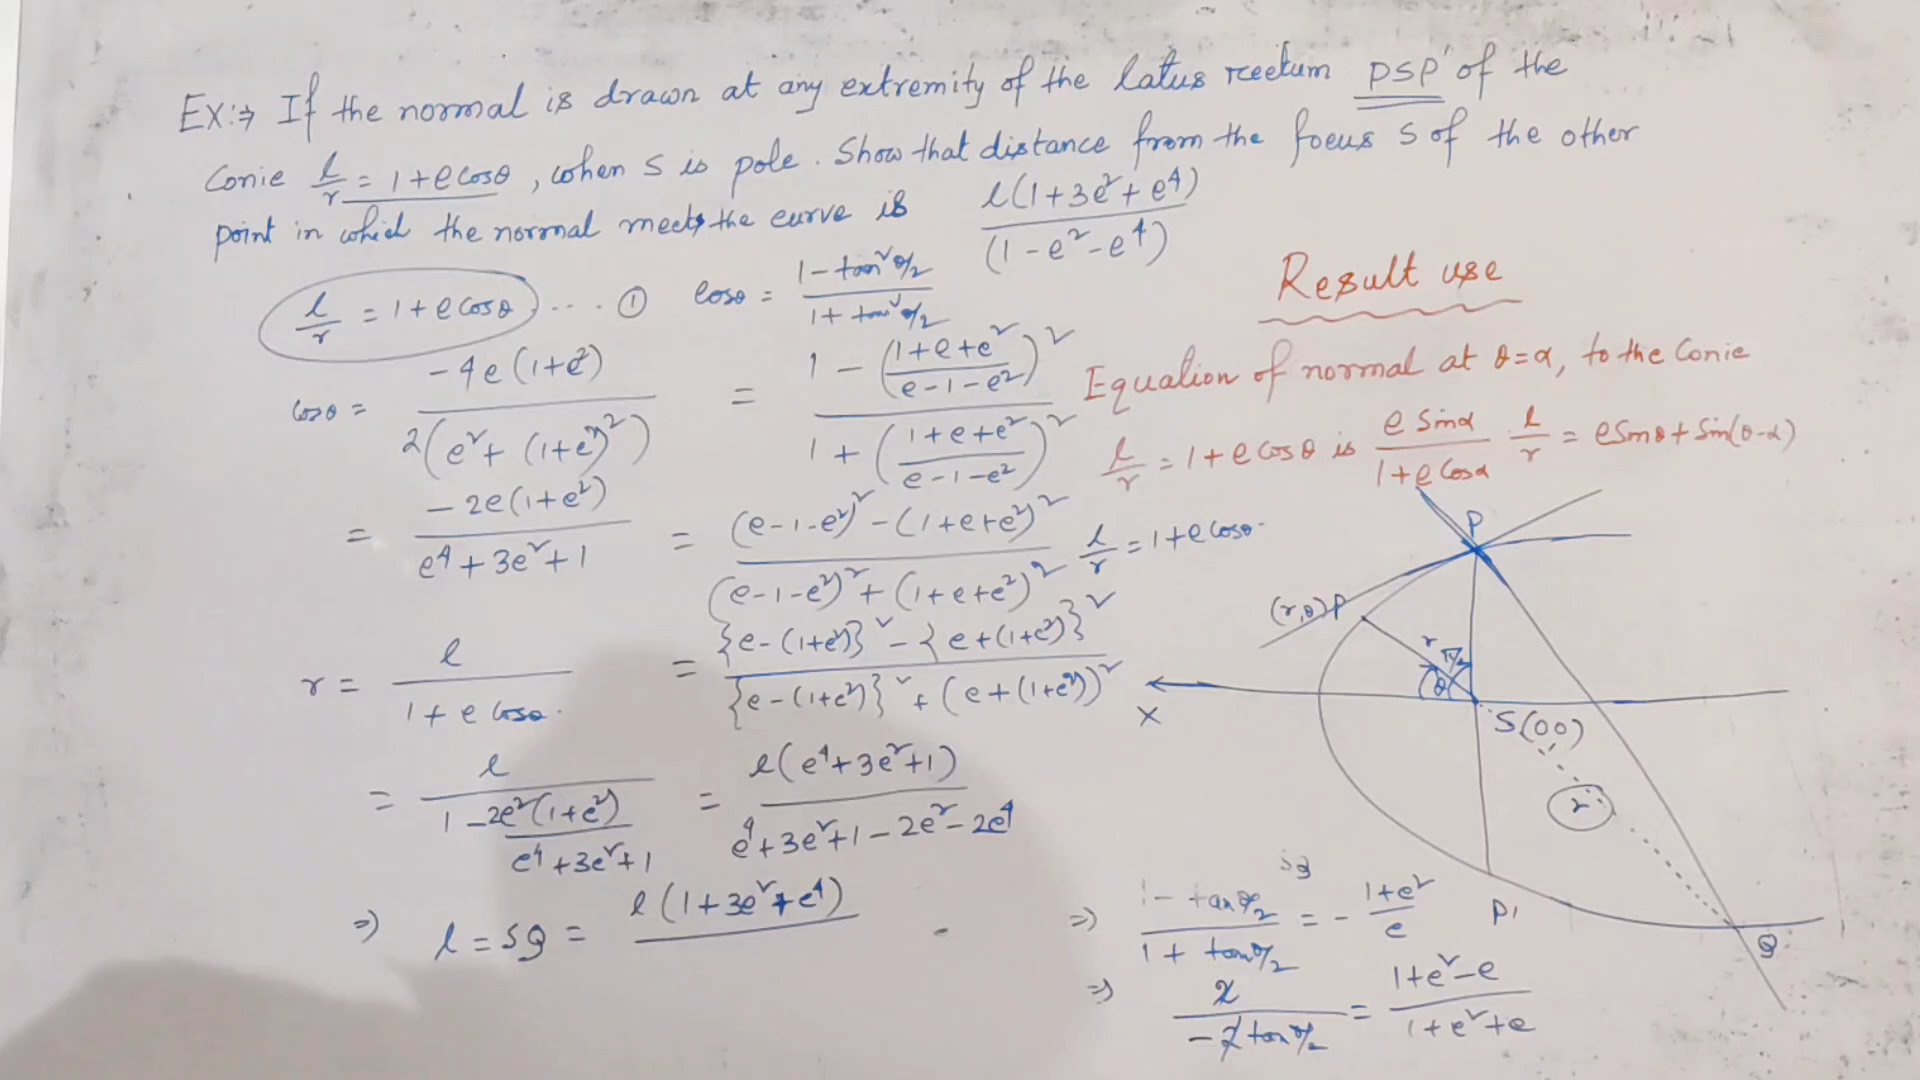 EX:⇒ If the normal is drawn at any extremity of the latus rectum PSP' of the
Conic l/r = 1+e cosθ, when S is pole. Show that distance from the focus S of the other
point in which the normal meets the curve is l(1+3e²+e⁴)/(1-e²-e⁴)
l/r = 1+e cosθ .... ① cosθ = (1-tan²θ/2)/(1+tan²θ/2)
Result use
cosθ = -4e(1+e²)/2(e²+(1+e²)²) = (1-((1+e+e²)/(e-1-e²))²)/(1+((1+e+e²)/(e-1-e²))²)
Equation of normal at θ=α, to the Conic
l/r = 1+e cosθ is (e sinα)/(1+e cosα) l/r = e sinθ + sin(θ-α)
= -2e(1+e²)/(e⁴+3e²+1) = ((e-1-e²)²-(1+e+e²)²)/((e-1-e²)²+(1+e+e²)²)
l/r = 1+e cosθ
r = l/(1+e cosθ) = ({e-(1+e²)}²-{e+(1+e²)}²)/({e-(1+e²)}²+(e+(1+e²))²)
= l/(1-2e²(1+e²)/(e⁴+3e²+1)) = l(e⁴+3e²+1)/(e⁴+3e²+1-2e²-2e⁴)
⇒ l = SQ = l(1+3e²+e⁴)
P
(r,θ)P
r
π/2
θ
X
S(00)
r
P'
Q
SQ
⇒ (1-tanθ/2)/(1+tanθ/2) = -(1+e²)/e
⇒ 2/(-2tanθ/2) = (1+e²-e)/(1+e²+e)